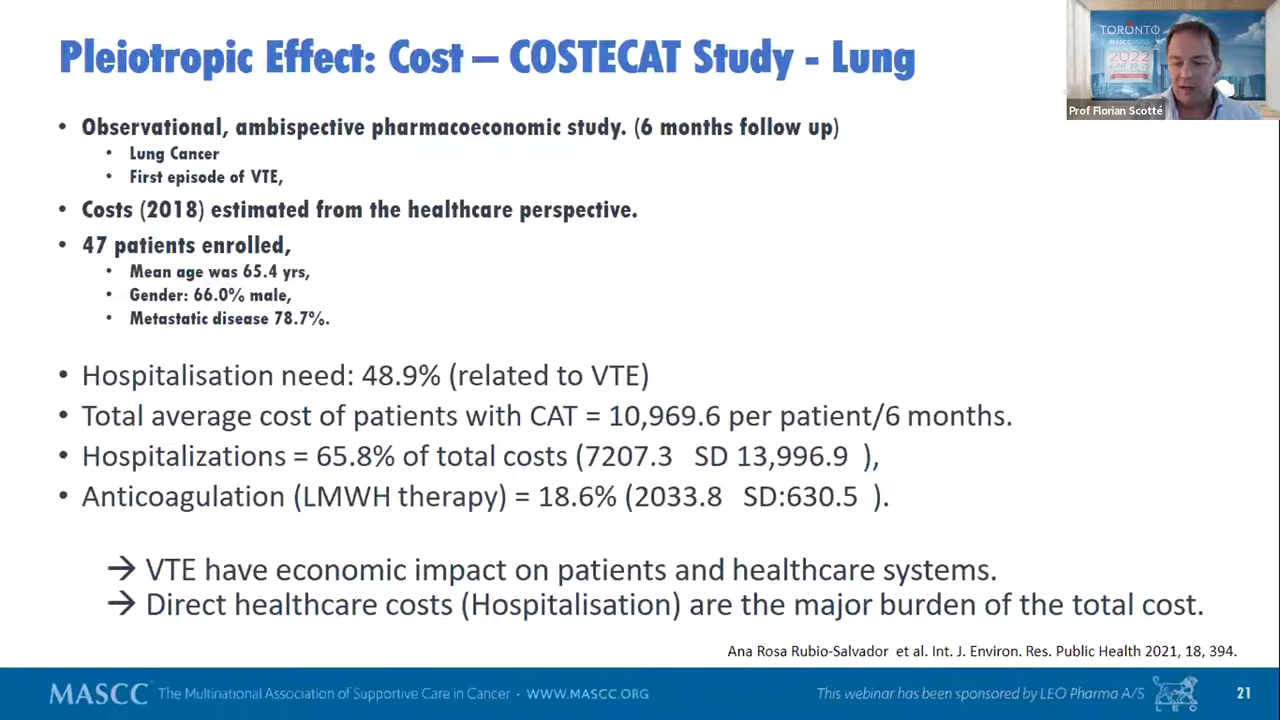 Pleiotropic Effect: Cost – COSTECAT Study - Lung
TORONTO
2022
Prof Florian Scotté
• Observational, ambispective pharmacoeconomic study. (6 months follow up)
• Lung Cancer
• First episode of VTE,
• Costs (2018) estimated from the healthcare perspective.
• 47 patients enrolled,
• Mean age was 65.4 yrs,
• Gender: 66.0% male,
• Metastatic disease 78.7%.
• Hospitalisation need: 48.9% (related to VTE)
• Total average cost of patients with CAT = 10,969.6 per patient/6 months.
• Hospitalizations = 65.8% of total costs (7207.3 SD 13,996.9 ),
• Anticoagulation (LMWH therapy) = 18.6% (2033.8 SD:630.5 ).
→ VTE have economic impact on patients and healthcare systems.
→ Direct healthcare costs (Hospitalisation) are the major burden of the total cost.
Ana Rosa Rubio-Salvador et al. Int. J. Environ. Res. Public Health 2021, 18, 394.
MASCC The Multinational Association of Supportive Care in Cancer · WWW.MASCC.ORG
This webinar has been sponsored by LEO Pharma A/S
LEO
21